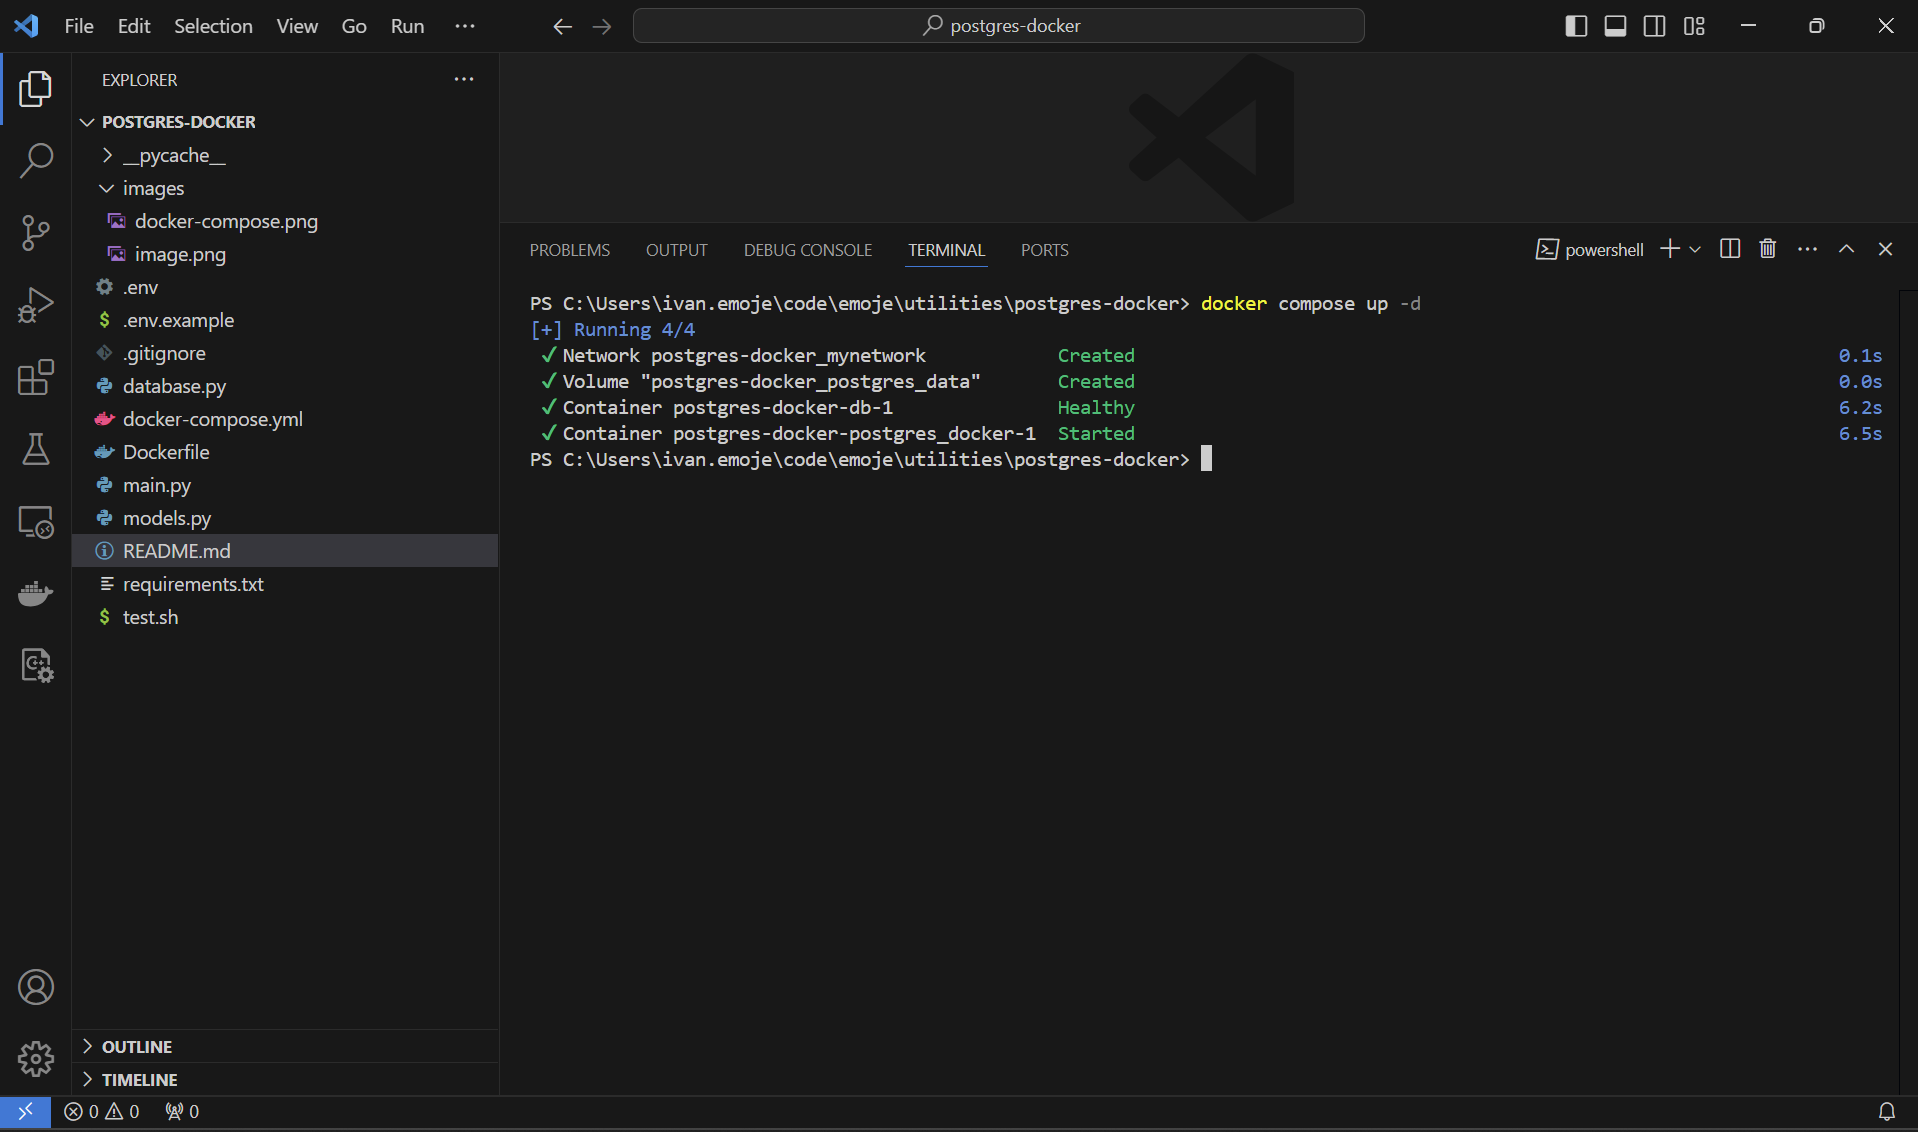 File Edit Selection View Go Run ···
postgres-docker
EXPLORER
POSTGRES-DOCKER
__pycache__
images
docker-compose.png
image.png
.env
.env.example
.gitignore
database.py
docker-compose.yml
Dockerfile
main.py
models.py
README.md
requirements.txt
test.sh
OUTLINE
TIMELINE
PROBLEMS OUTPUT DEBUG CONSOLE TERMINAL PORTS
powershell
PS C:\Users\ivan.emoje\code\emoje\utilities\postgres-docker> docker compose up -d
[+] Running 4/4
✓ Network postgres-docker_mynetwork Created 0.1s
✓ Volume "postgres-docker_postgres_data" Created 0.0s
✓ Container postgres-docker-db-1 Healthy 6.2s
✓ Container postgres-docker-postgres_docker-1 Started 6.5s
PS C:\Users\ivan.emoje\code\emoje\utilities\postgres-docker>
0 0 0